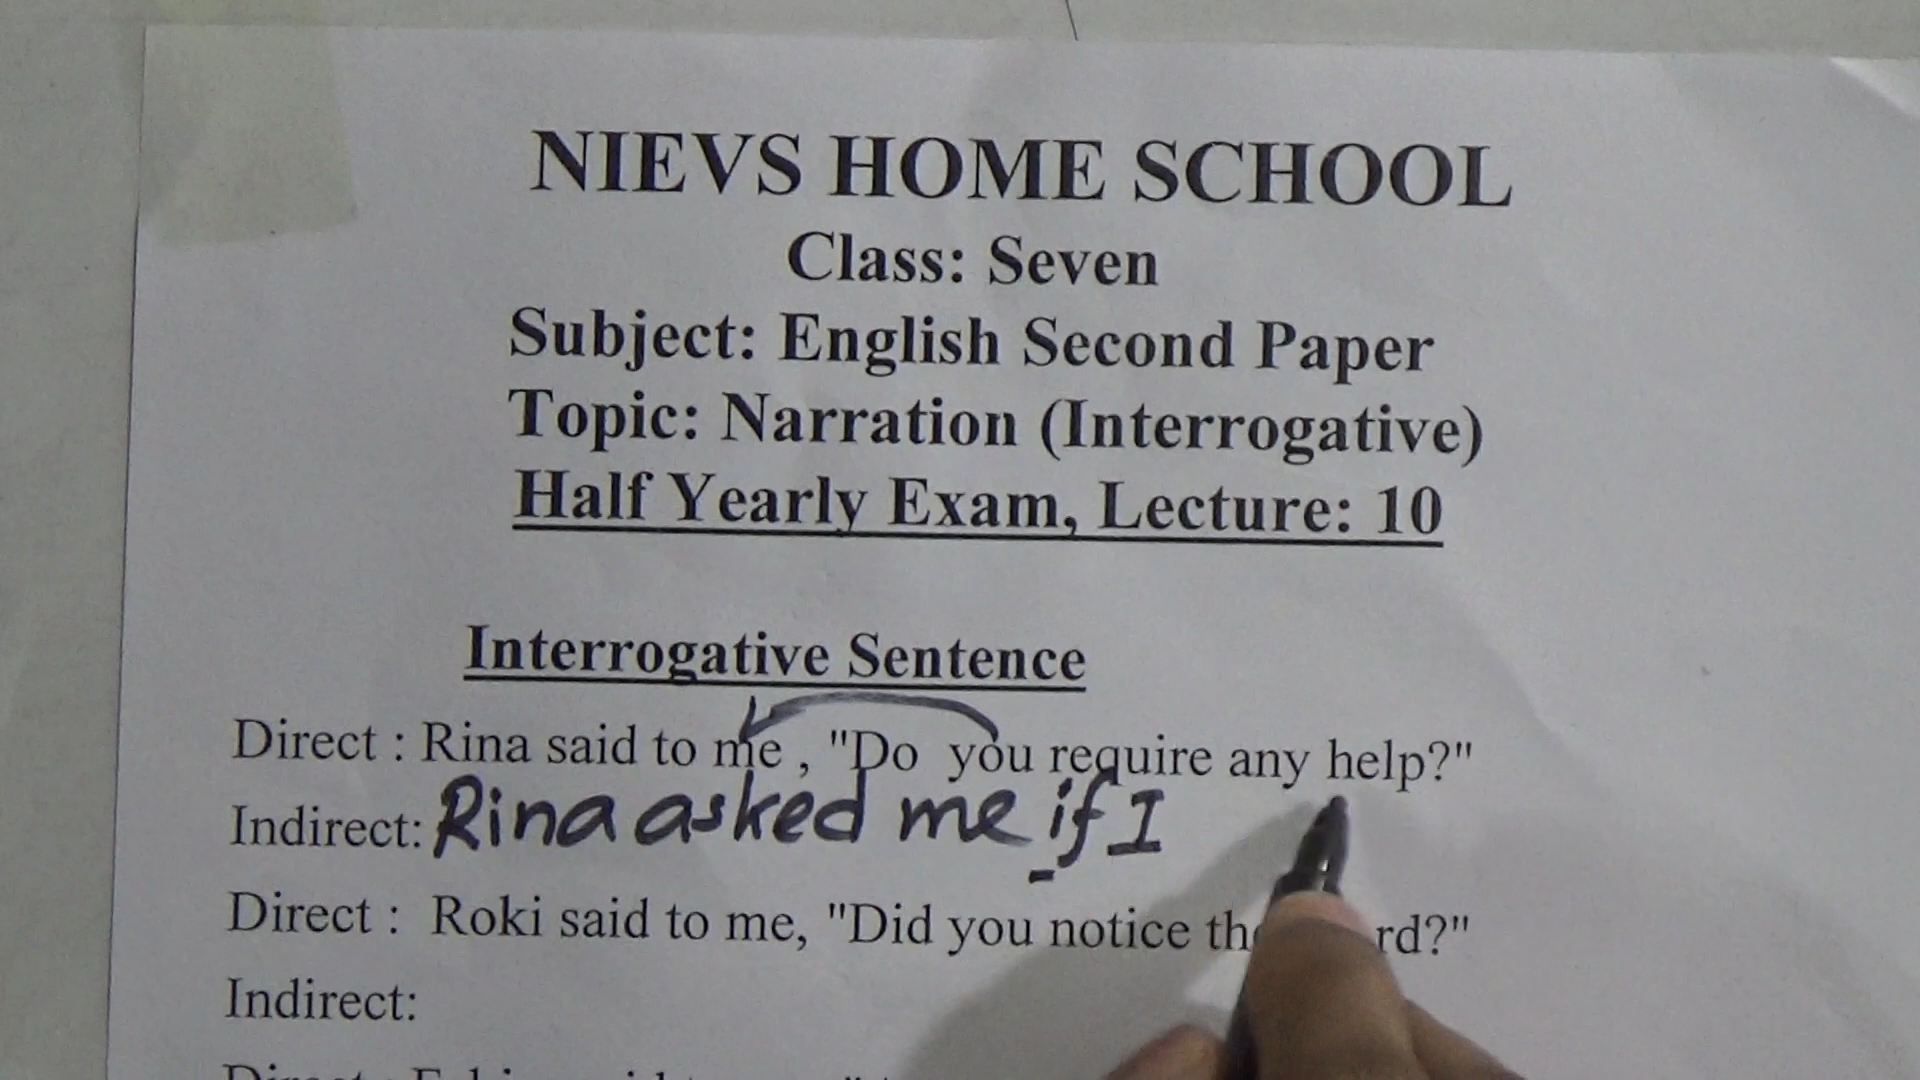 NIEVS HOME SCHOOL
Class: Seven
Subject: English Second Paper
Topic: Narration (Interrogative)
Half Yearly Exam, Lecture: 10
Interrogative Sentence
Direct : Rina said to me , "Do you require any help?"
Indirect: Rina asked me if I
Direct : Roki said to me, "Did you notice
Indirect: